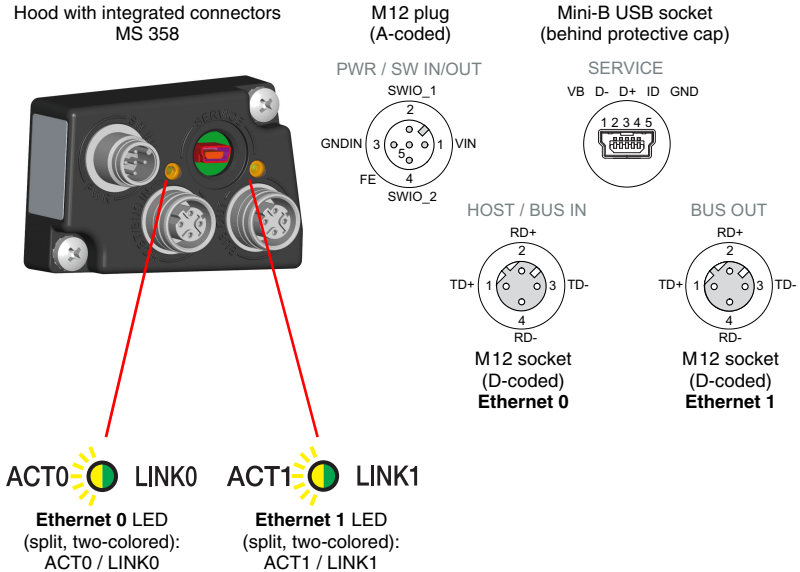 Hood with integrated connectors
MS 358
M12 plug
(A-coded)
Mini-B USB socket
(behind protective cap)
PWR / SW IN/OUT
SWIO_1
2
GNDIN 3 5 1 VIN
FE 4
SWIO_2
SERVICE
VB D- D+ ID GND
1 2 3 4 5
SERVICE
HOST / BUS IN
RD+
2
TD+ 1 3 TD-
4
RD-
M12 socket
(D-coded)
Ethernet 0
BUS OUT
RD+
2
TD+ 1 3 TD-
4
RD-
M12 socket
(D-coded)
Ethernet 1
ACT0 LINK0
Ethernet 0 LED
(split, two-colored):
ACT0 / LINK0
ACT1 LINK1
Ethernet 1 LED
(split, two-colored):
ACT1 / LINK1